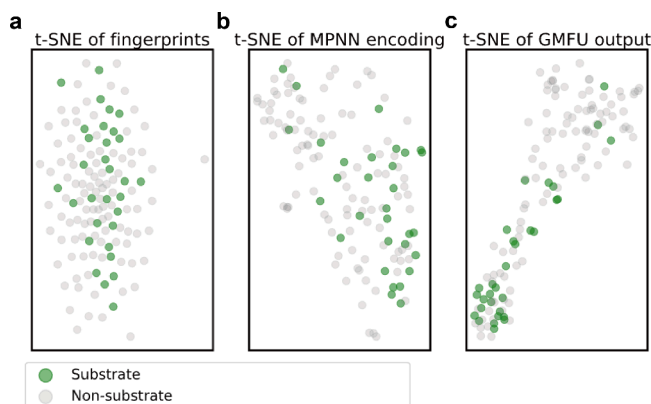 a
t-SNE of fingerprints
b
t-SNE of MPNN encoding
c
t-SNE of GMFU output
Substrate
Non-substrate